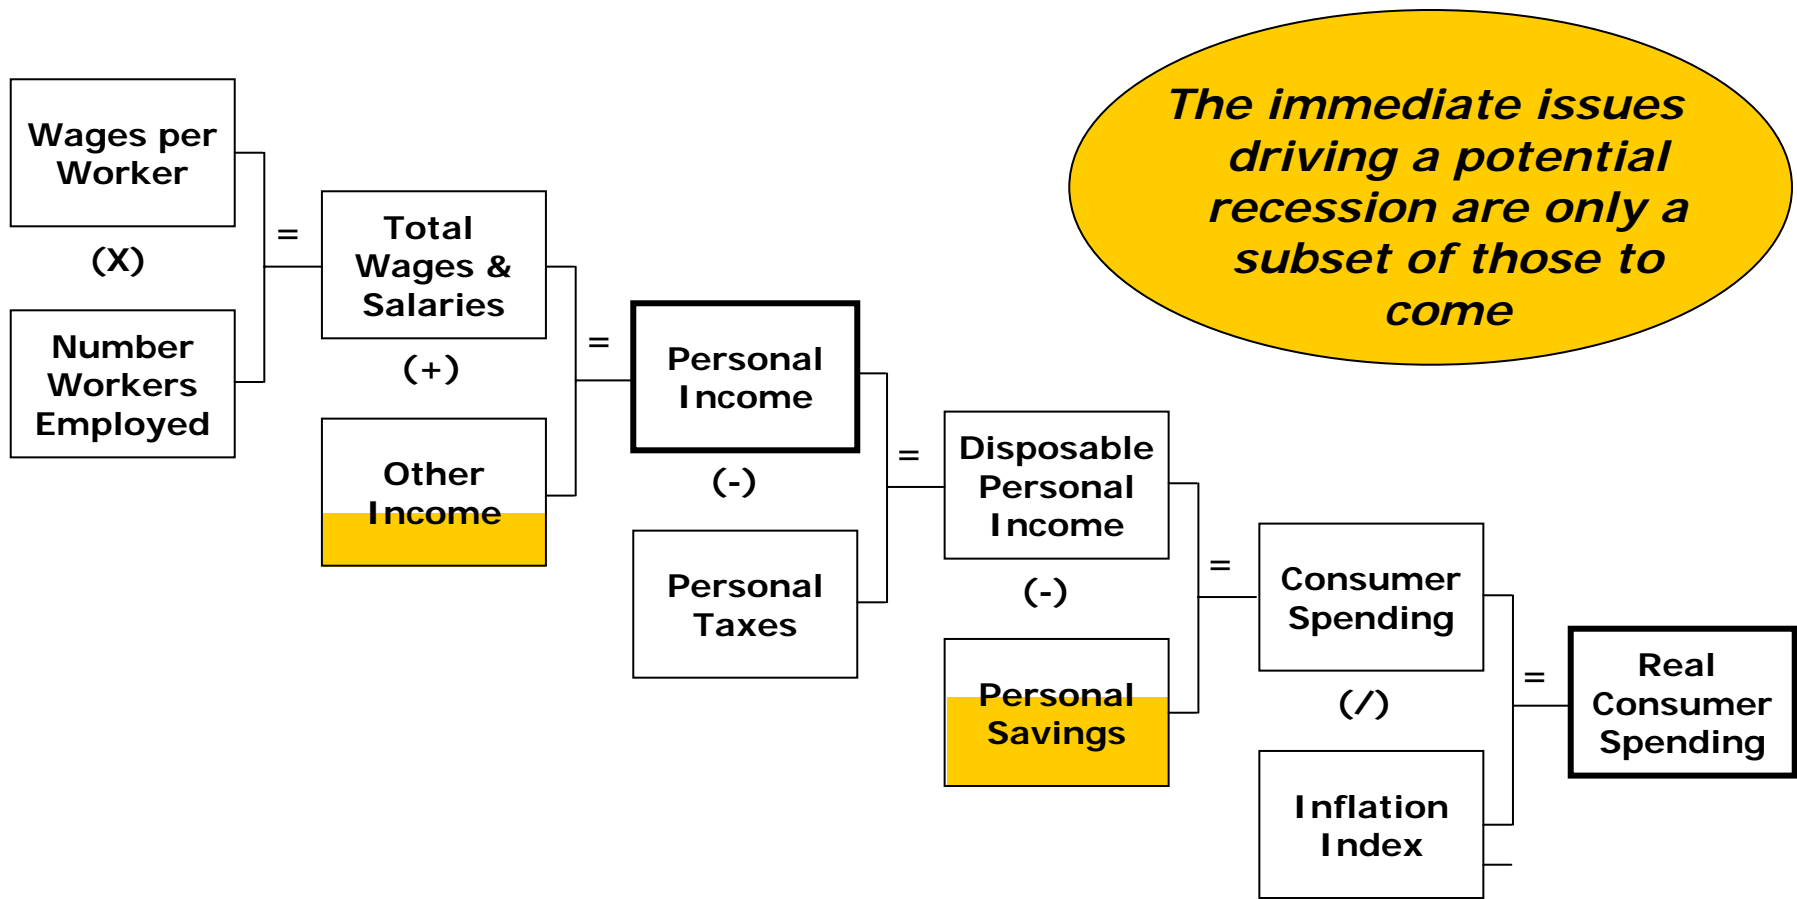 The immediate issues
driving a potential
recession are only a
subset of those to
come
Wages per
Worker
(X)
Number
Workers
Employed
=
Total
Wages &
Salaries
(+)
Other
Income
=
Personal
Income
(-)
Personal
Taxes
=
Disposable
Personal
Income
(-)
Personal
Savings
=
Consumer
Spending
(/)
Inflation
Index
=
Real
Consumer
Spending